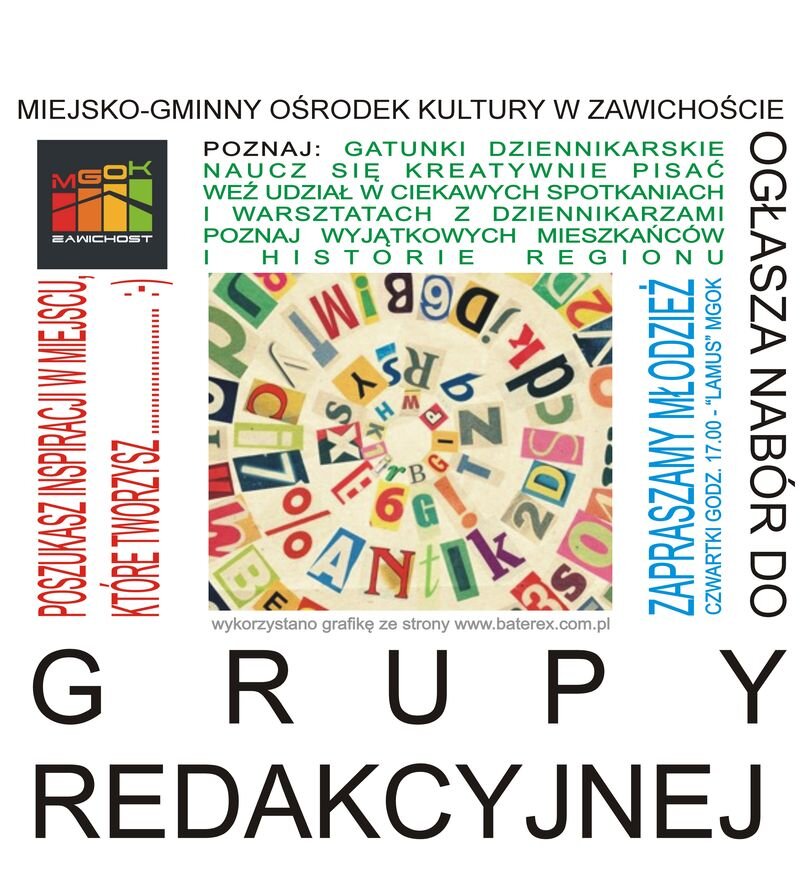 MIEJSKO-GMINNY OŚRODEK KULTURY W ZAWICHOŚCIE
OGŁASZA NABÓR DO
GRUPY
REDAKCYJNEJ
MGOK
ZAWICHOST
POZNAJ: GATUNKI DZIENNIKARSKIE
NAUCZ SIĘ KREATYWNIE PISAĆ
WEŹ UDZIAŁ W CIEKAWYCH SPOTKANIACH
I WARSZTATACH Z DZIENNIKARZAMI
POZNAJ WYJĄTKOWYCH MIESZKAŃCÓW
I HISTORIE REGIONU
POSZUKASZ INSPIRACJI W MIEJSCU,
KTÓRE TWORZYSZ ........................ :-)
ZAPRASZAMY MŁODZIEŻ
CZWARTKI GODZ. 17.00 - "LAMUS" MGOK
ANtIk
wykorzystano grafikę ze strony www.baterex.com.pl